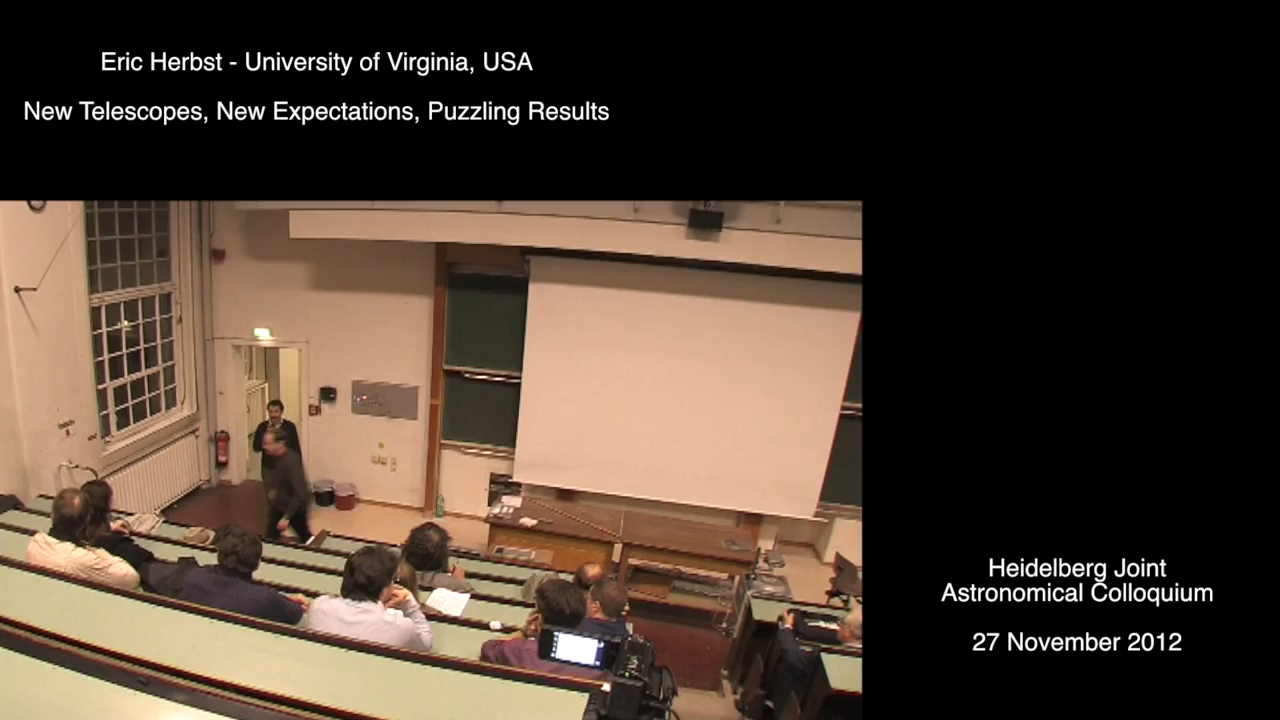 Eric Herbst - University of Virginia, USA
New Telescopes, New Expectations, Puzzling Results
Heidelberg Joint
Astronomical Colloquium
27 November 2012